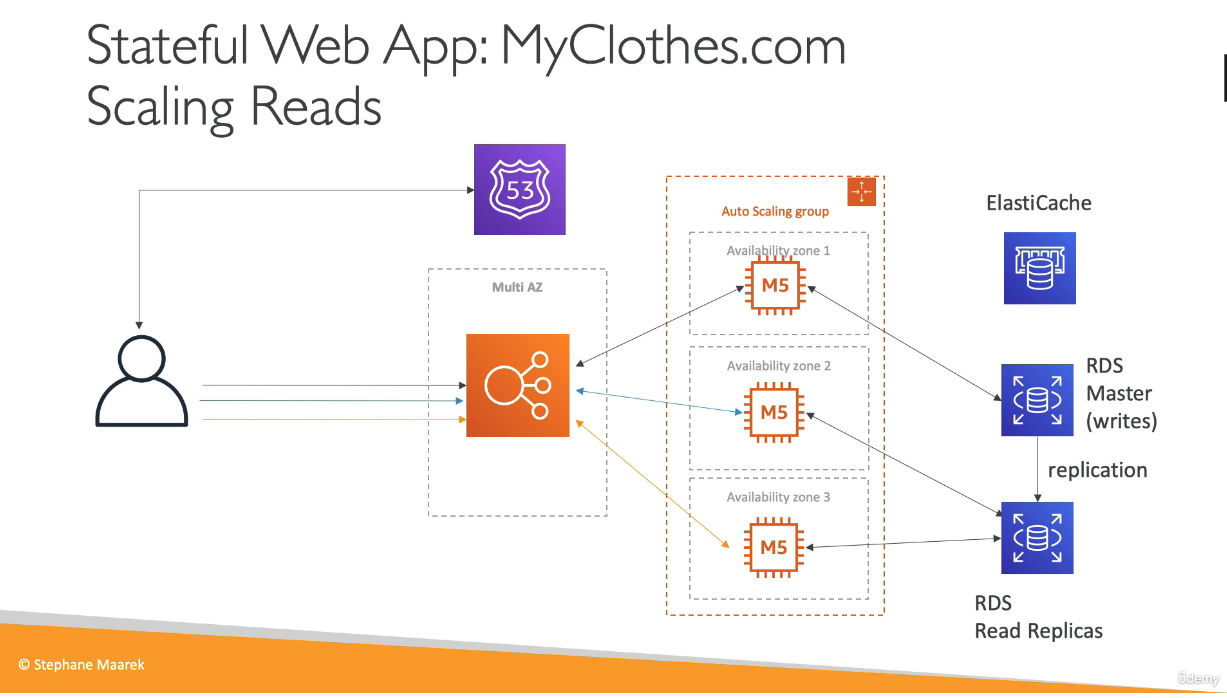 Stateful Web App: MyClothes.com
Scaling Reads
53
Auto Scaling group
ElastiCache
Availability zone 1
M5
Multi AZ
Availability zone 2
M5
RDS
Master
(writes)
replication
Availability zone 3
M5
RDS
Read Replicas
© Stephane Maarek
ûdemy